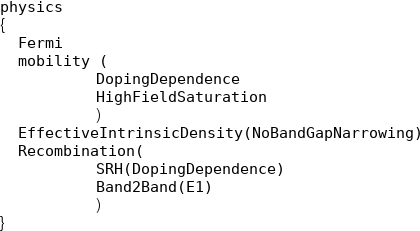 physics
{
Fermi
mobility (
DopingDependence
HighFieldSaturation
)
EffectiveIntrinsicDensity(NoBandGapNarrowing)
Recombination(
SRH(DopingDependence)
Band2Band(E1)
)
}